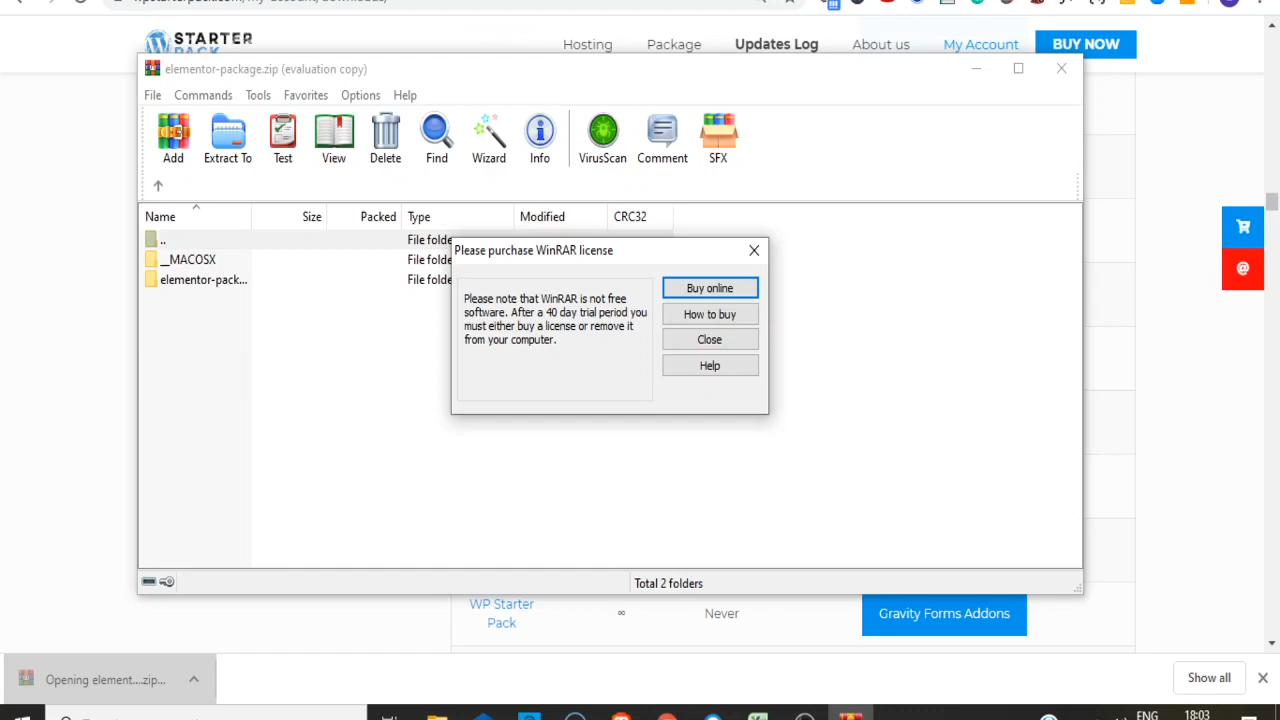 STARTER
PACK
Hosting
Package
Updates Log
About us
My Account
BUY NOW
elementor-package.zip (evaluation copy)
File
Commands
Tools
Favorites
Options
Help
Add
Extract To
Test
View
Delete
Find
Wizard
Info
VirusScan
Comment
SFX
Name
Size
Packed
Type
Modified
CRC32
..
File folde
__MACOSX
File folde
elementor-pack...
File folde
Please purchase WinRAR license
Please note that WinRAR is not free
software. After a 40 day trial period you
must either buy a license or remove it
from your computer.
Buy online
How to buy
Close
Help
Total 2 folders
WP Starter
Pack
∞
Never
Gravity Forms Addons
Opening element....zip...
Show all
ENG
18:03